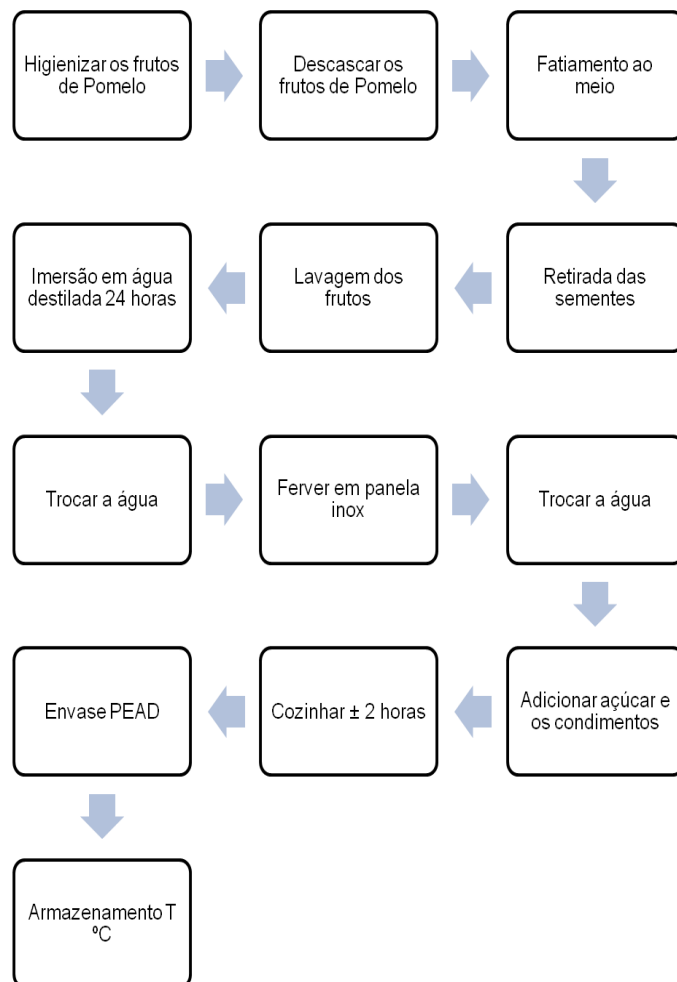 Higienizar os frutos
de Pomelo
Descascar os
frutos de Pomelo
Fatiamento ao
meio
Retirada das
sementes
Lavagem dos
frutos
Imersão em água
destilada 24 horas
Trocar a água
Ferver em panela
inox
Trocar a água
Adicionar açúcar e
os condimentos
Cozinhar ± 2 horas
Envase PEAD
Armazenamento T
ºC